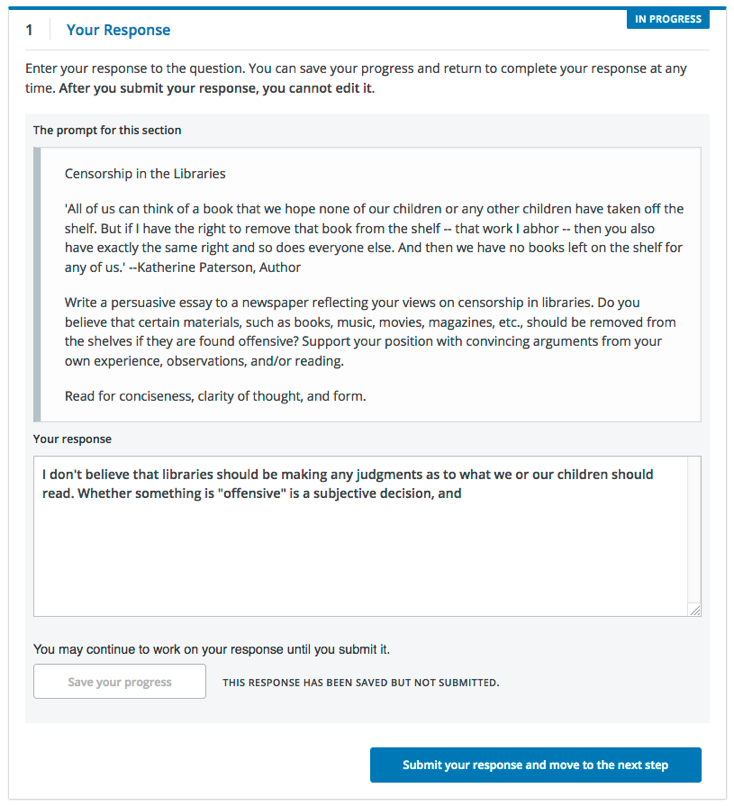 IN PROGRESS
1 Your Response
Enter your response to the question. You can save your progress and return to complete your response at any
time. After you submit your response, you cannot edit it.
The prompt for this section
Censorship in the Libraries
'All of us can think of a book that we hope none of our children or any other children have taken off the
shelf. But if I have the right to remove that book from the shelf -- that work I abhor -- then you also
have exactly the same right and so does everyone else. And then we have no books left on the shelf for
any of us.' --Katherine Paterson, Author
Write a persuasive essay to a newspaper reflecting your views on censorship in libraries. Do you
believe that certain materials, such as books, music, movies, magazines, etc., should be removed from
the shelves if they are found offensive? Support your position with convincing arguments from your
own experience, observations, and/or reading.
Read for conciseness, clarity of thought, and form.
Your response
I don't believe that libraries should be making any judgments as to what we or our children should
read. Whether something is "offensive" is a subjective decision, and
You may continue to work on your response until you submit it.
Save your progress THIS RESPONSE HAS BEEN SAVED BUT NOT SUBMITTED.
Submit your response and move to the next step